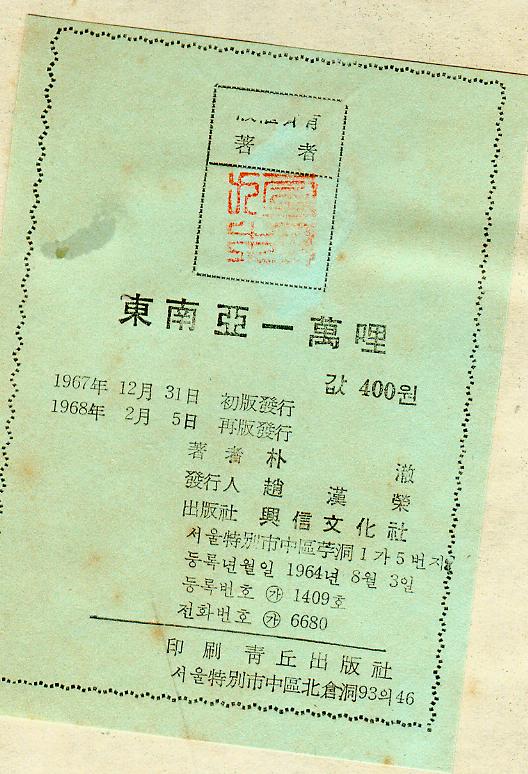 著 者
東南亞一萬哩
값 400원
1967年 12月 31日 初版發行
1968年 2月 5日 再版發行
著 者 朴 澈
發行人 趙 漢 榮
出版社 興信文化社
서울特別市中區苧洞1가5번지
등록년월일 1964년 8월 3일
등록번호 ㉮ 1409호
전화번호 ㉮ 6680
印刷 靑丘出版社
서울特別市中區北倉洞93의46